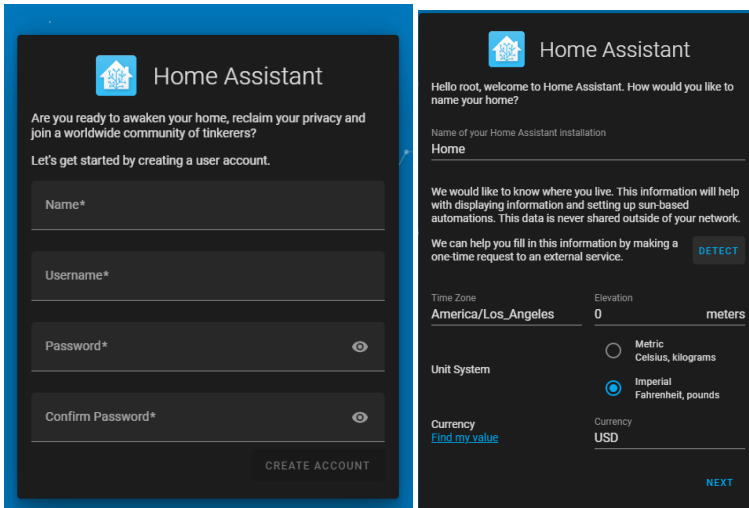 Home Assistant
Are you ready to awaken your home, reclaim your privacy and
join a worldwide community of tinkerers?
Let's get started by creating a user account.
Name*
Username*
Password*
Confirm Password*
CREATE ACCOUNT
Home Assistant
Hello root, welcome to Home Assistant. How would you like to
name your home?
Name of your Home Assistant installation
Home
We would like to know where you live. This information will help
with displaying information and setting up sun-based
automations. This data is never shared outside of your network.
We can help you fill in this information by making a
one-time request to an external service.
DETECT
Time Zone
America/Los_Angeles
Elevation
0 meters
Unit System
Metric
Celsius, kilograms
Imperial
Fahrenheit, pounds
Currency
Find my value
Currency
USD
NEXT